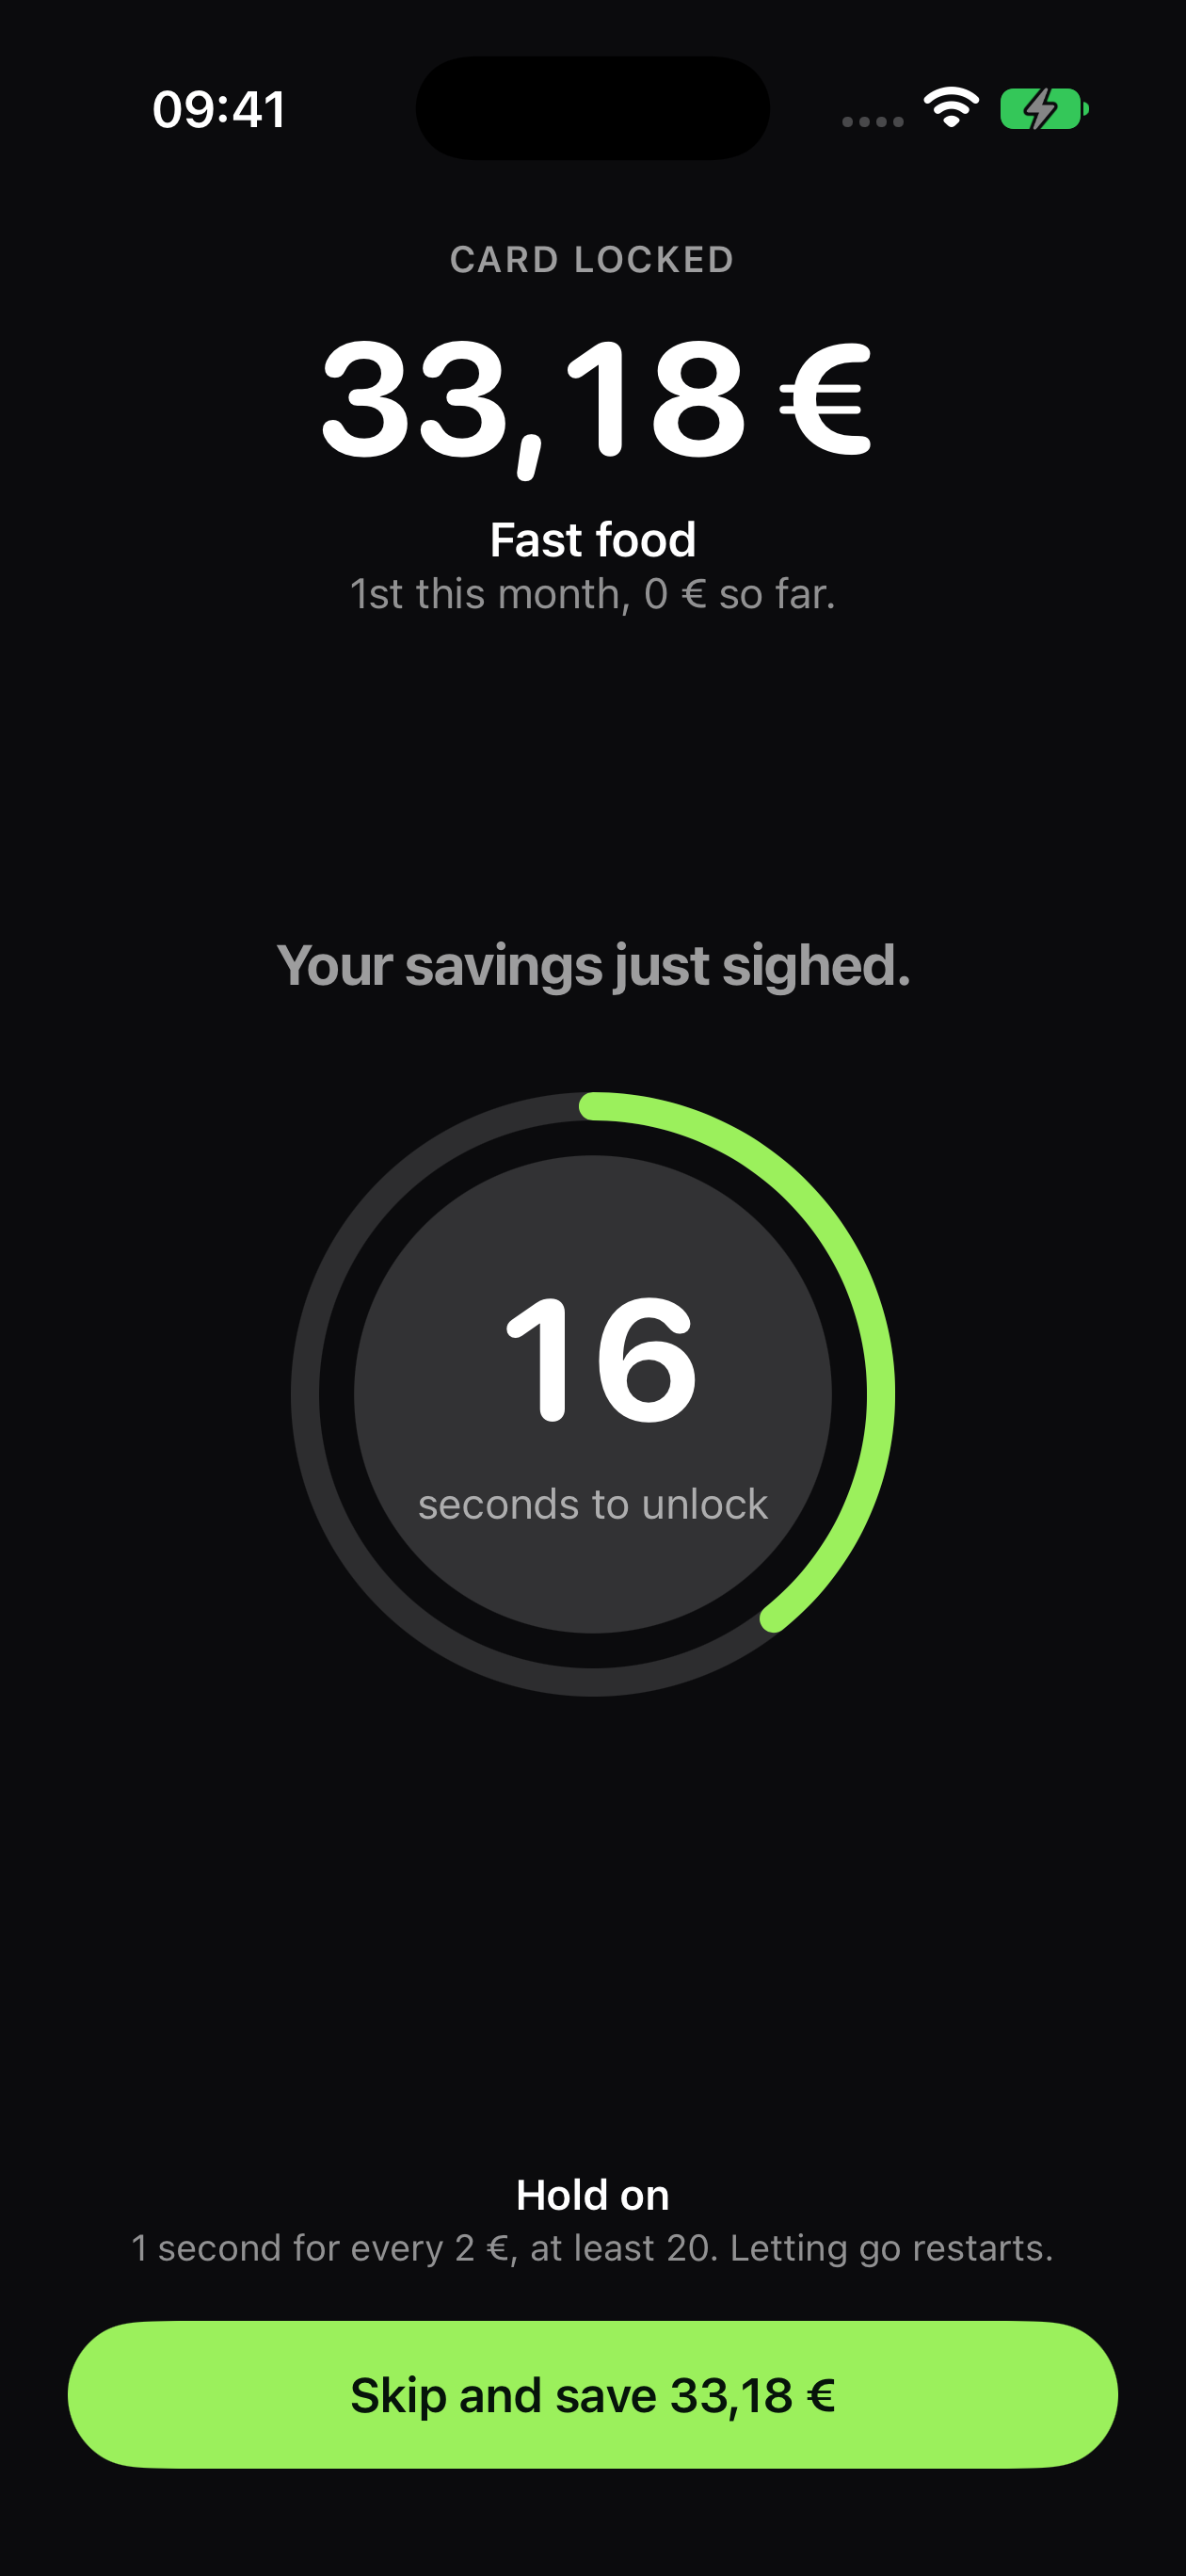 09:41
CARD LOCKED
33,18 €
Fast food
1st this month, 0 € so far.
Your savings just sighed.
16
seconds to unlock
Hold on
1 second for every 2 €, at least 20. Letting go restarts.
Skip and save 33,18 €